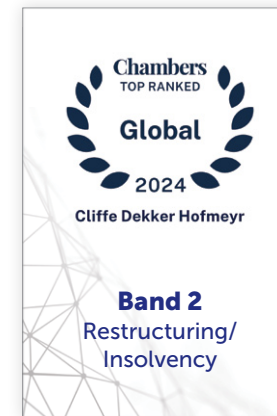 Chambers
TOP RANKED
Global
2024
Cliffe Dekker Hofmeyr
Band 2
Restructuring/
Insolvency